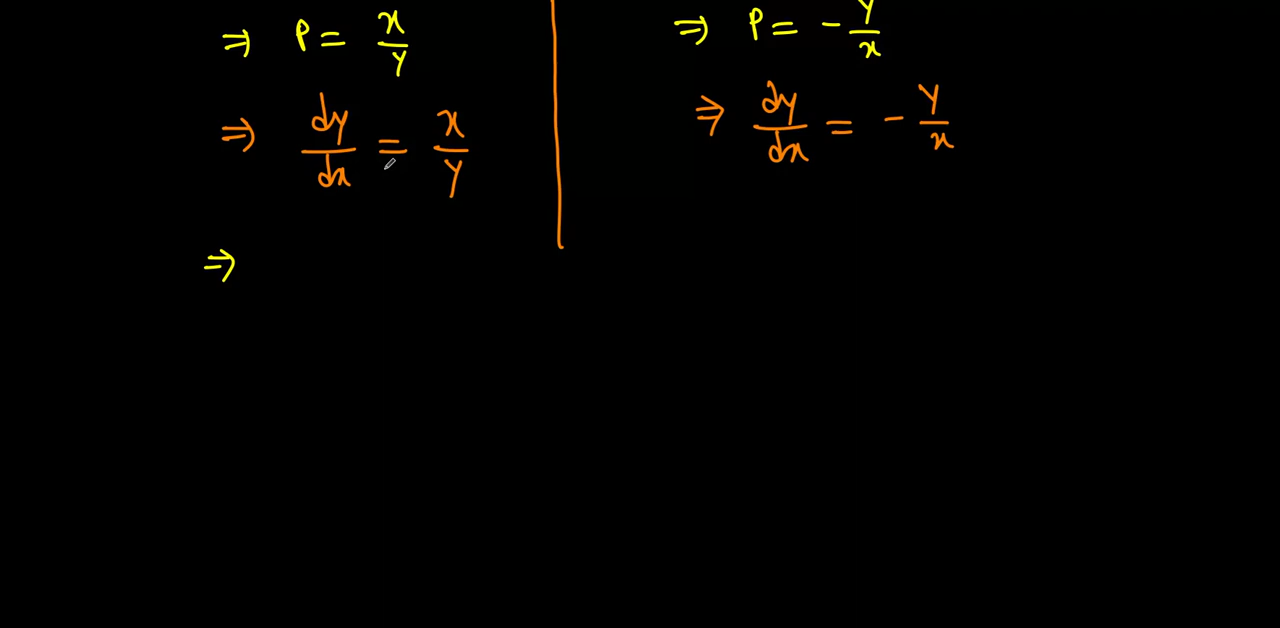 ⇒ P = x/y
⇒ dy/dx = x/y
⇒
⇒ P = - y/x
⇒ dy/dx = - y/x